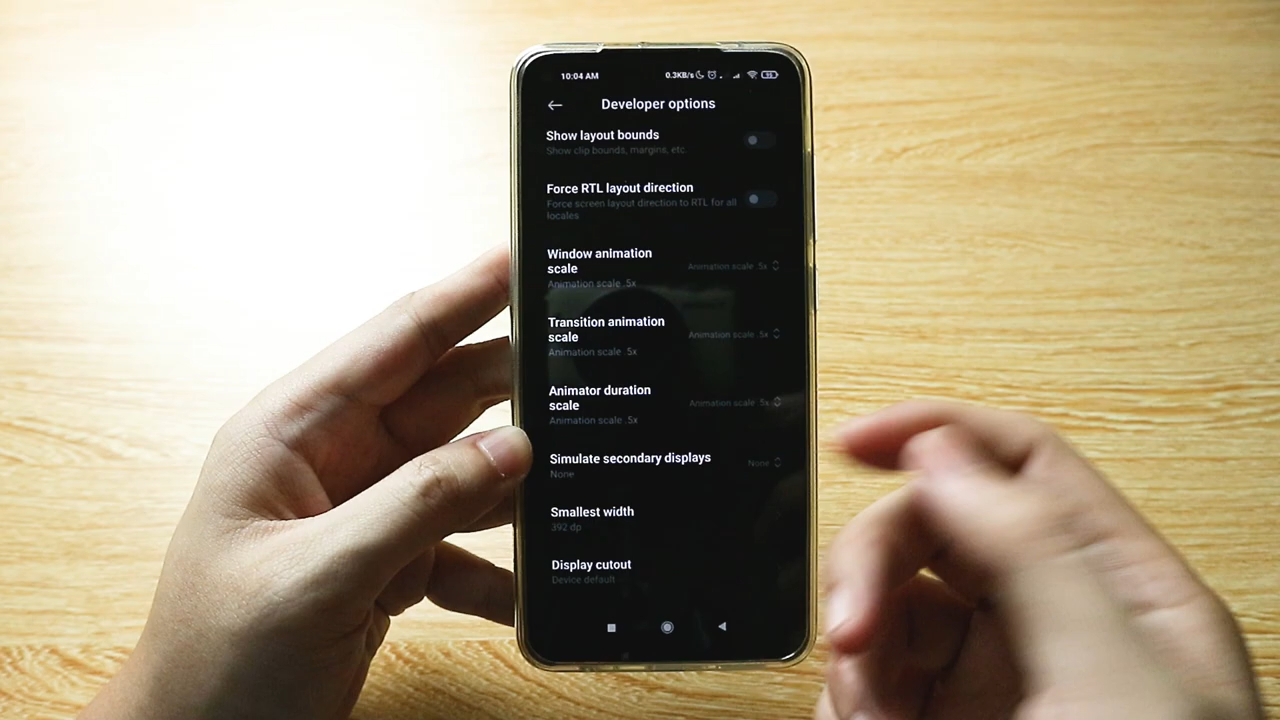 10:04 AM 0.3KB/s 55
Developer options
Show layout bounds
Show clip bounds, margins, etc.
Force RTL layout direction
Force screen layout direction to RTL for all
locales
Window animation
scale
Animation scale .5x
Animation scale .5x
Transition animation
scale
Animation scale .5x
Animation scale .5x
Animator duration
scale
Animation scale .5x
Animation scale .5x
Simulate secondary displays
None
None
Smallest width
392 dp
Display cutout
Device default